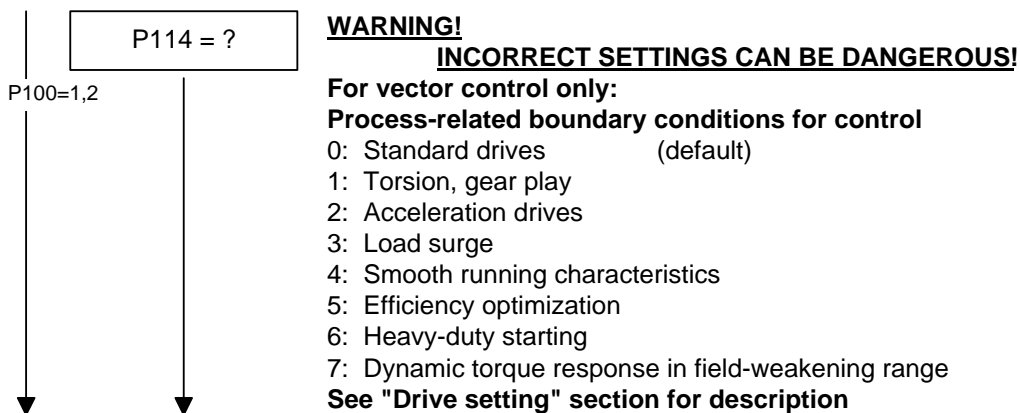 P114 = ?
P100=1,2
WARNING!
INCORRECT SETTINGS CAN BE DANGEROUS!
For vector control only:
Process-related boundary conditions for control
0: Standard drives (default)
1: Torsion, gear play
2: Acceleration drives
3: Load surge
4: Smooth running characteristics
5: Efficiency optimization
6: Heavy-duty starting
7: Dynamic torque response in field-weakening range
See "Drive setting" section for description